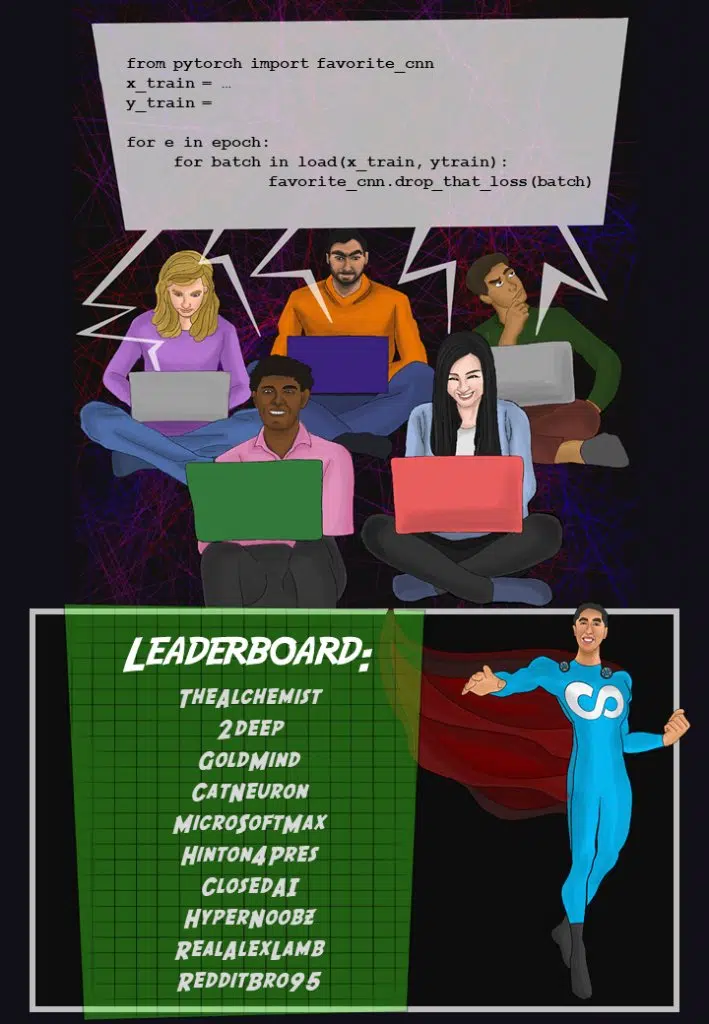 from pytorch import favorite_cnn
x_train = …
y_train =
for e in epoch:
for batch in load(x_train, ytrain):
favorite_cnn.drop_that_loss(batch)
LEADERBOARD:
THEALCHEMIST
2DEEP
GOLDMIND
CATNEURON
MICROSOFTMAX
HINTON4PRES
CLOSEDAI
HYPERNOOBZ
REALALEXLAMB
REDDITBRO95